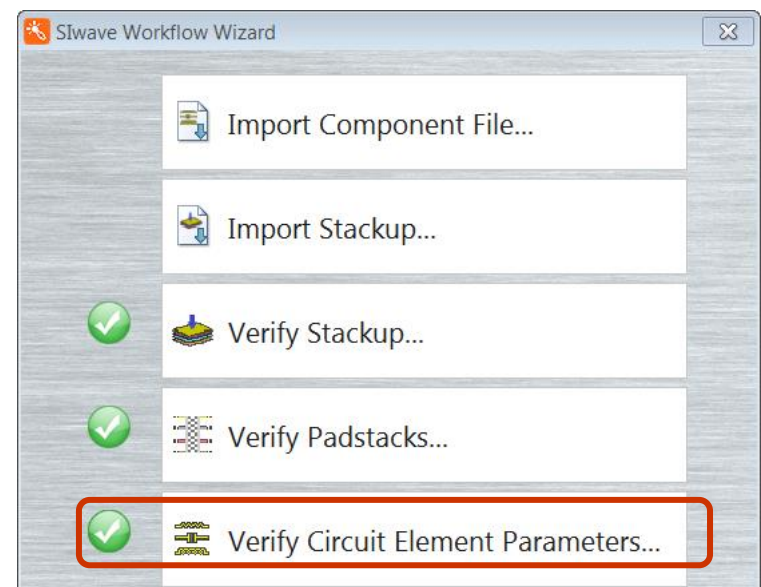 SIwave Workflow Wizard
Import Component File...
Import Stackup...
Verify Stackup...
Verify Padstacks...
Verify Circuit Element Parameters...